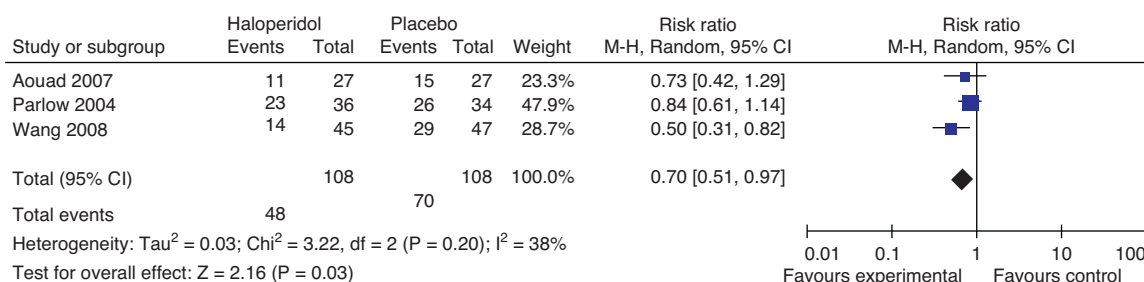 Haloperidol Placebo Risk ratio Risk ratio
Study or subgroup Events Total Events Total Weight M-H, Random, 95% CI M-H, Random, 95% CI
Aouad 2007 11 27 15 27 23.3% 0.73 [0.42, 1.29]
Parlow 2004 23 36 26 34 47.9% 0.84 [0.61, 1.14]
Wang 2008 14 45 29 47 28.7% 0.50 [0.31, 0.82]
Total (95% CI) 108 108 100.0% 0.70 [0.51, 0.97]
Total events 48 70
Heterogeneity: Tau² = 0.03; Chi² = 3.22, df = 2 (P = 0.20); I² = 38%
Test for overall effect: Z = 2.16 (P = 0.03)
0.01 0.1 1 10 100
Favours experimental Favours control